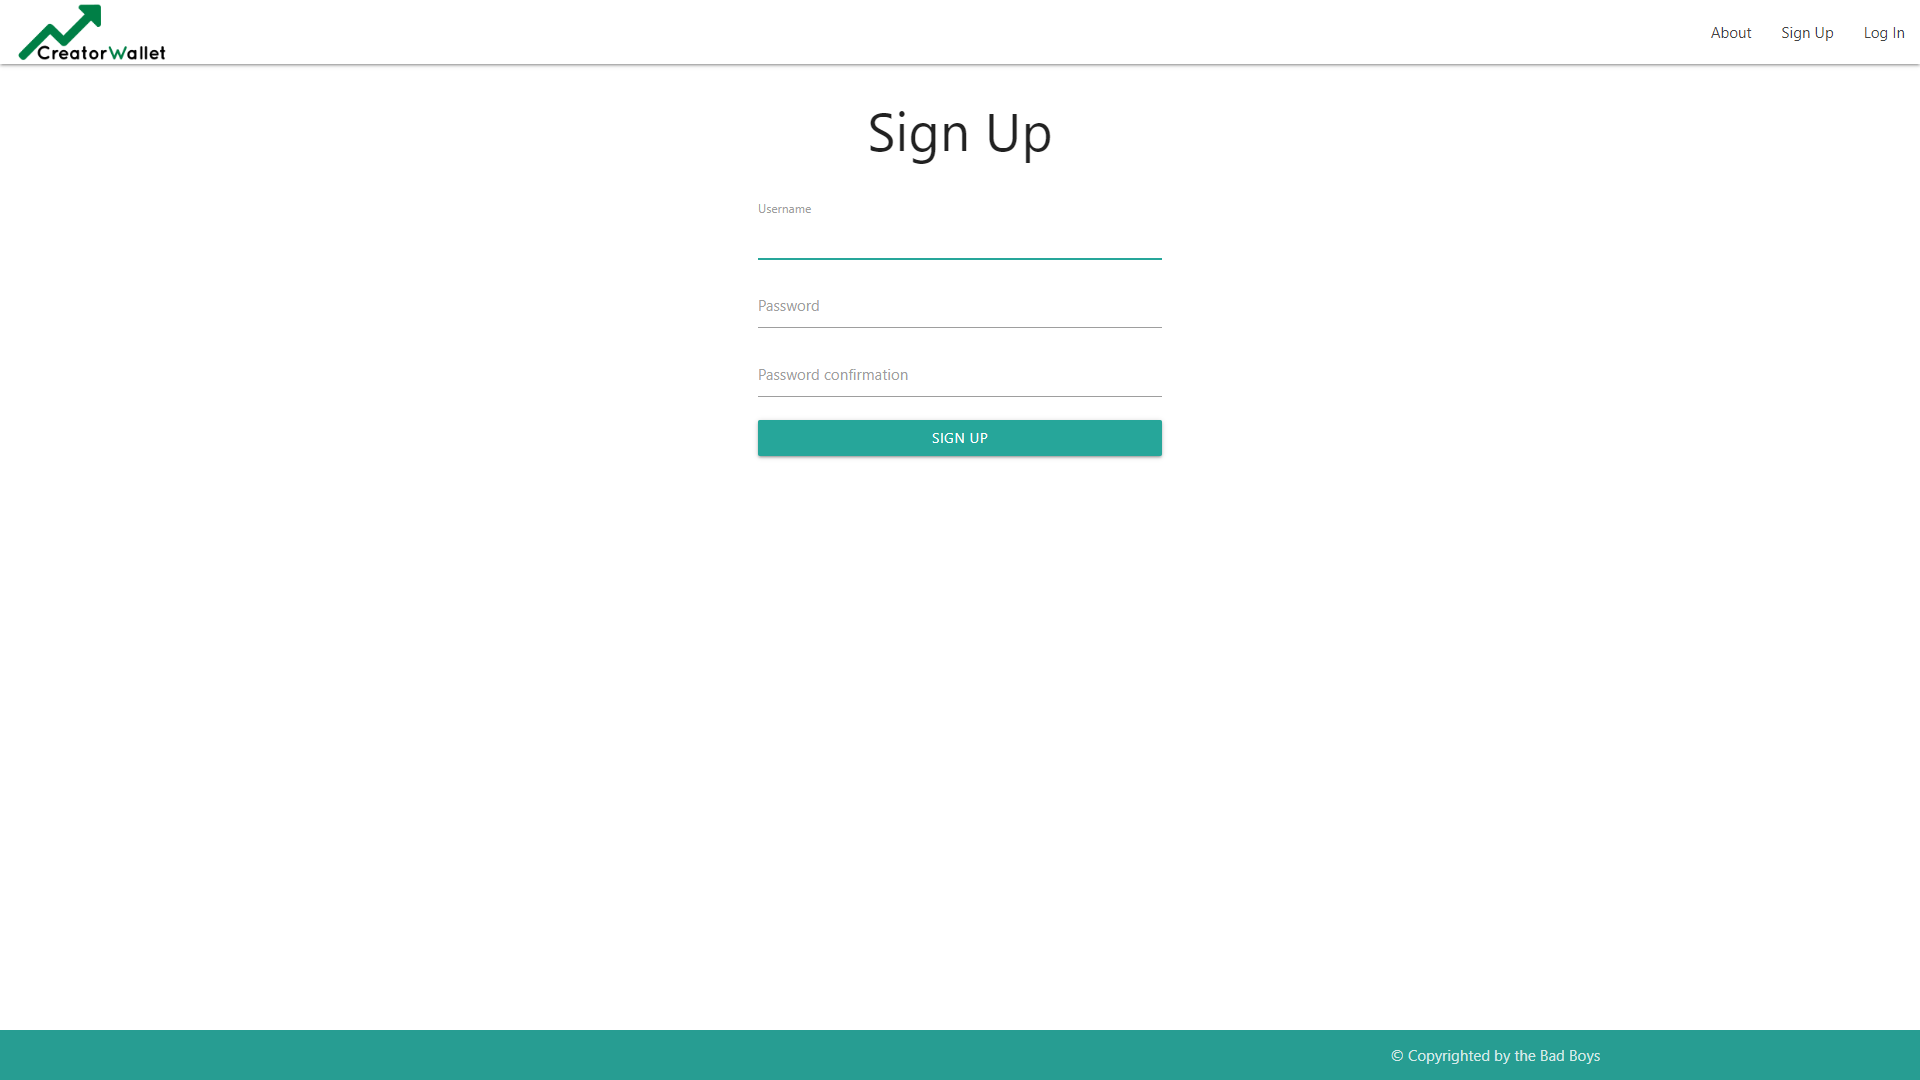 CreatorWallet
About
Sign Up
Log In
Sign Up
Username
Password
Password confirmation
SIGN UP
© Copyrighted by the Bad Boys